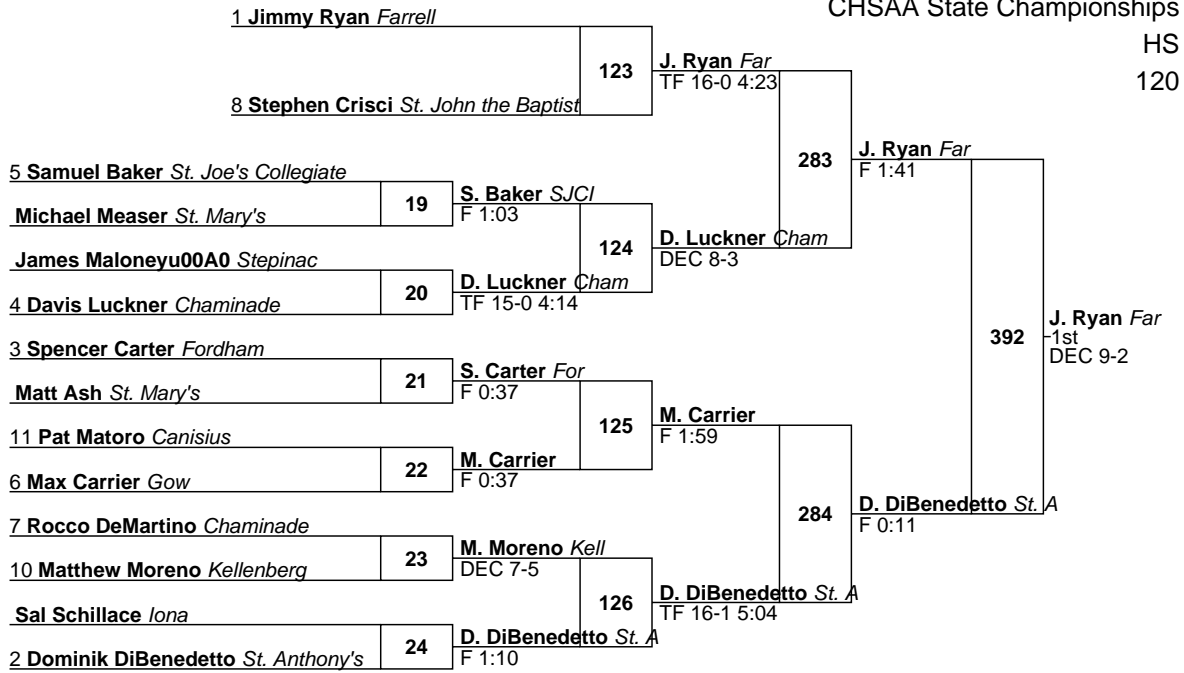 CHSAA State Championships
HS
120
1 Jimmy Ryan Farrell
123
J. Ryan Far
TF 16-0 4:23
8 Stephen Crisci St. John the Baptist
283
J. Ryan Far
F 1:41
5 Samuel Baker St. Joe's Collegiate
19
S. Baker SJCI
F 1:03
Michael Measer St. Mary's
124
D. Luckner Cham
DEC 8-3
James Maloneyu00A0 Stepinac
20
D. Luckner Cham
TF 15-0 4:14
4 Davis Luckner Chaminade
392
J. Ryan Far
1st
DEC 9-2
3 Spencer Carter Fordham
21
S. Carter For
F 0:37
Matt Ash St. Mary's
125
M. Carrier
F 1:59
11 Pat Matoro Canisius
22
M. Carrier
F 0:37
6 Max Carrier Gow
284
D. DiBenedetto St. A
F 0:11
7 Rocco DeMartino Chaminade
23
M. Moreno Kell
DEC 7-5
10 Matthew Moreno Kellenberg
126
D. DiBenedetto St. A
TF 16-1 5:04
Sal Schillace Iona
24
D. DiBenedetto St. A
F 1:10
2 Dominik DiBenedetto St. Anthony's